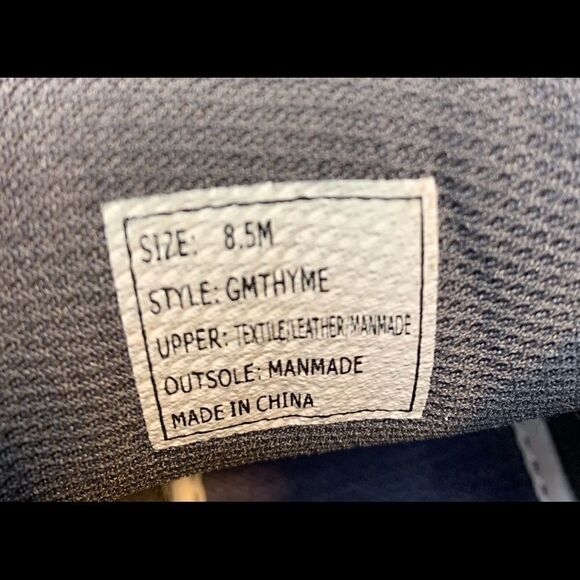 SIZE: 8.5M
STYLE: GMTHYME
UPPER: TEXTILE/LEATHER/MANMADE
OUTSOLE: MANMADE
MADE IN CHINA